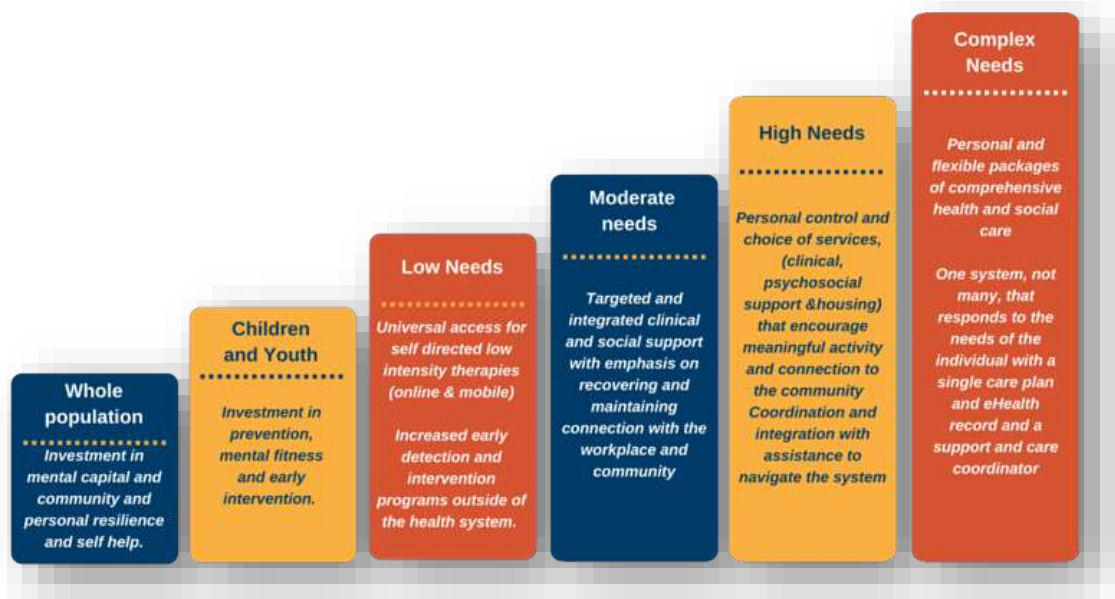 Whole
population
Investment in
mental capital and
community and
personal resilience
and self help.
Children
and Youth
Investment in
prevention,
mental fitness
and early
intervention.
Low Needs
Universal access for
self directed low
intensity therapies
(online & mobile)
Increased early
detection and
intervention
programs outside of
the health system.
Moderate
needs
Targeted and
integrated clinical
and social support
with emphasis on
recovering and
maintaining
connection with the
workplace and
community
High Needs
Personal control and
choice of services,
(clinical,
psychosocial
support &housing)
that encourage
meaningful activity
and connection to
the community
Coordination and
integration with
assistance to
navigate the system
Complex
Needs
Personal and
flexible packages
of comprehensive
health and social
care
One system, not
many, that
responds to the
needs of the
individual with a
single care plan
and eHealth
record and a
support and care
coordinator